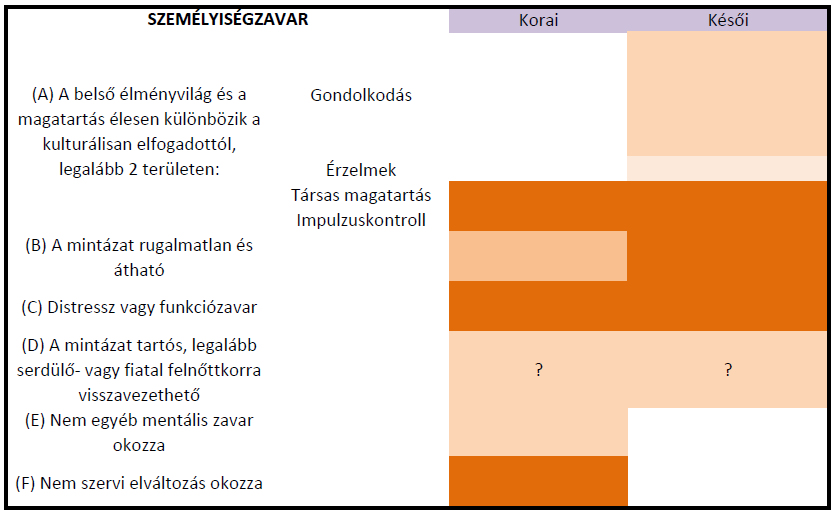 SZEMÉLYISÉGZAVAR Korai Késői
(A) A belső élményvilág és a
magatartás élesen különbözik a
kulturálisan elfogadottól,
legalább 2 területen:
Gondolkodás
Érzelmek
Társas magatartás
Impulzuskontroll
(B) A mintázat rugalmatlan és
átható
(C) Distressz vagy funkciózavar
(D) A mintázat tartós, legalább
serdülő- vagy fiatal felnőttkorra
visszavezethető
? ?
(E) Nem egyéb mentális zavar
okozza
(F) Nem szervi elváltozás okozza